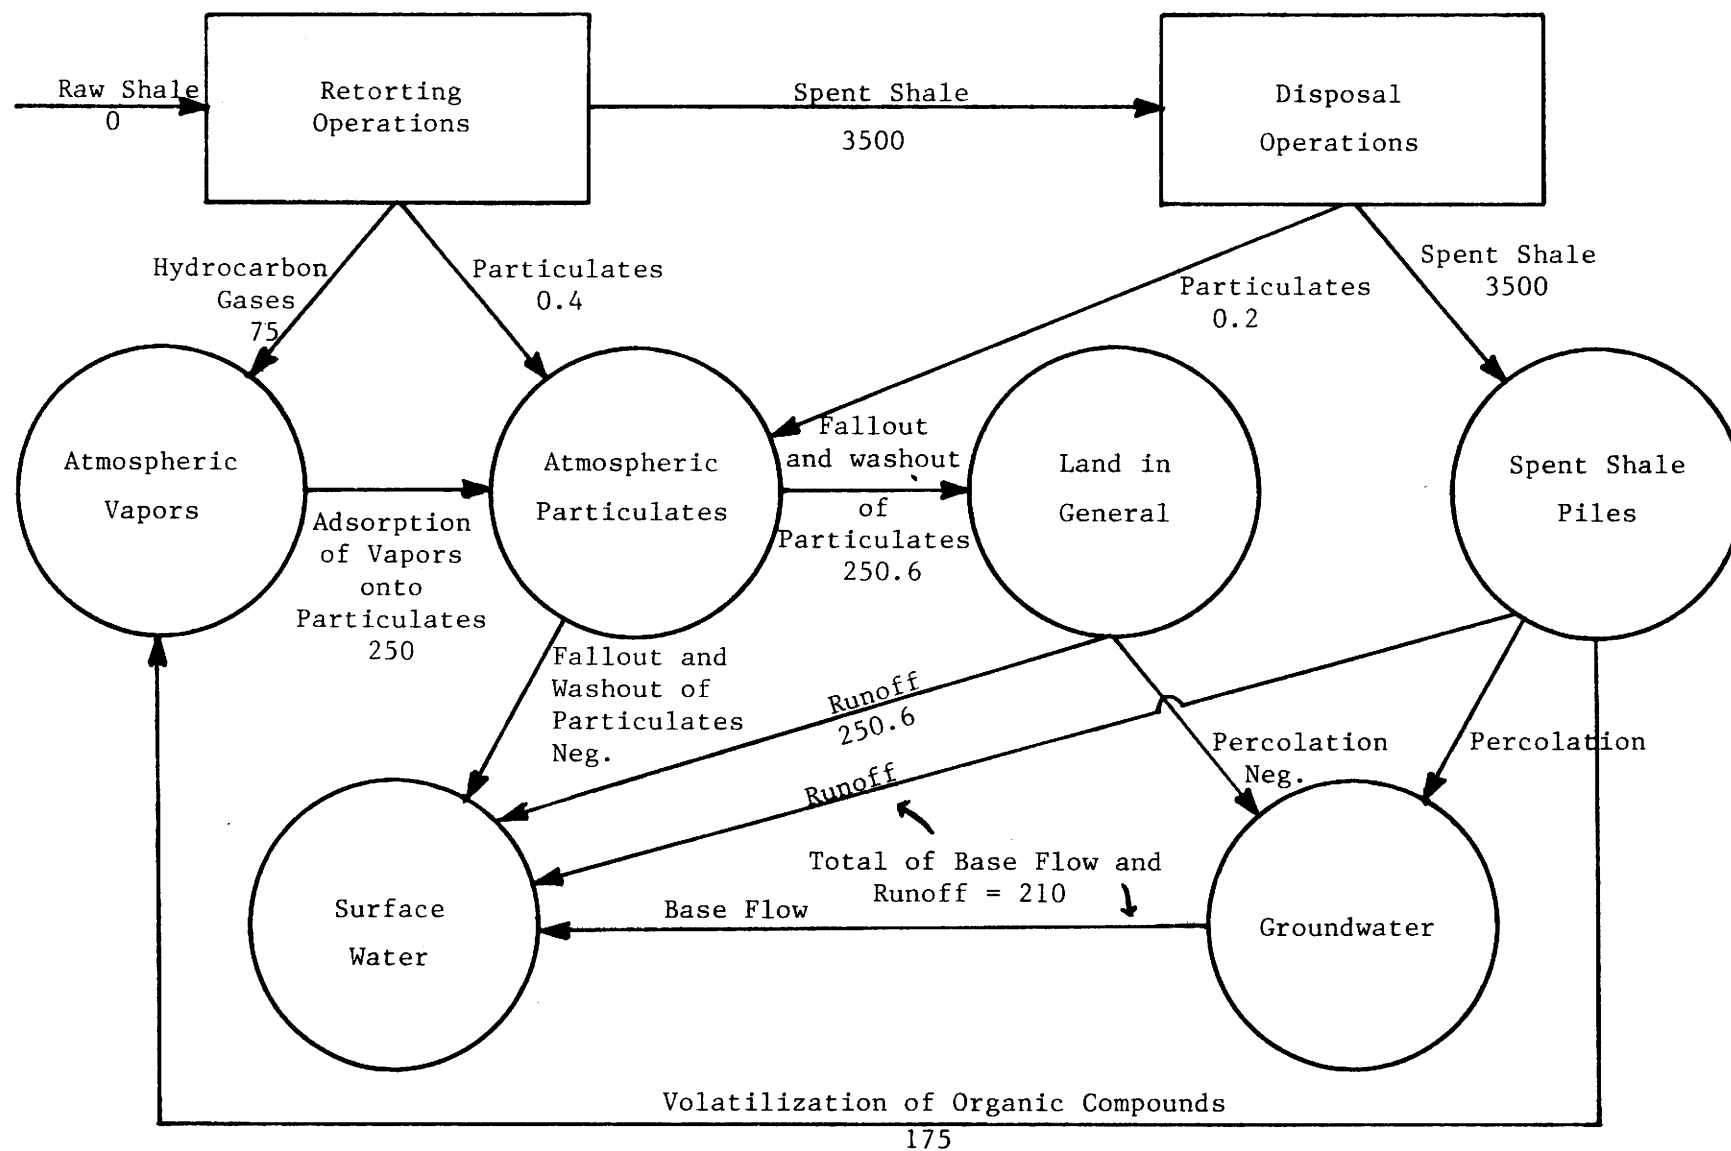 Raw Shale
0
Retorting
Operations
Spent Shale
3500
Disposal
Operations
Hydrocarbon
Gases
75
Particulates
0.4
Particulates
0.2
Spent Shale
3500
Atmospheric
Vapors
Adsorption
of Vapors
onto
Particulates
250
Atmospheric
Particulates
Fallout
and washout
of
Particulates
250.6
Land in
General
Spent Shale
Piles
Fallout and
Washout of
Particulates
Neg.
Runoff
250.6
Runoff
Percolation
Neg.
Percolation
Total of Base Flow and
Runoff = 210
Base Flow
Surface
Water
Groundwater
Volatilization of Organic Compounds
175